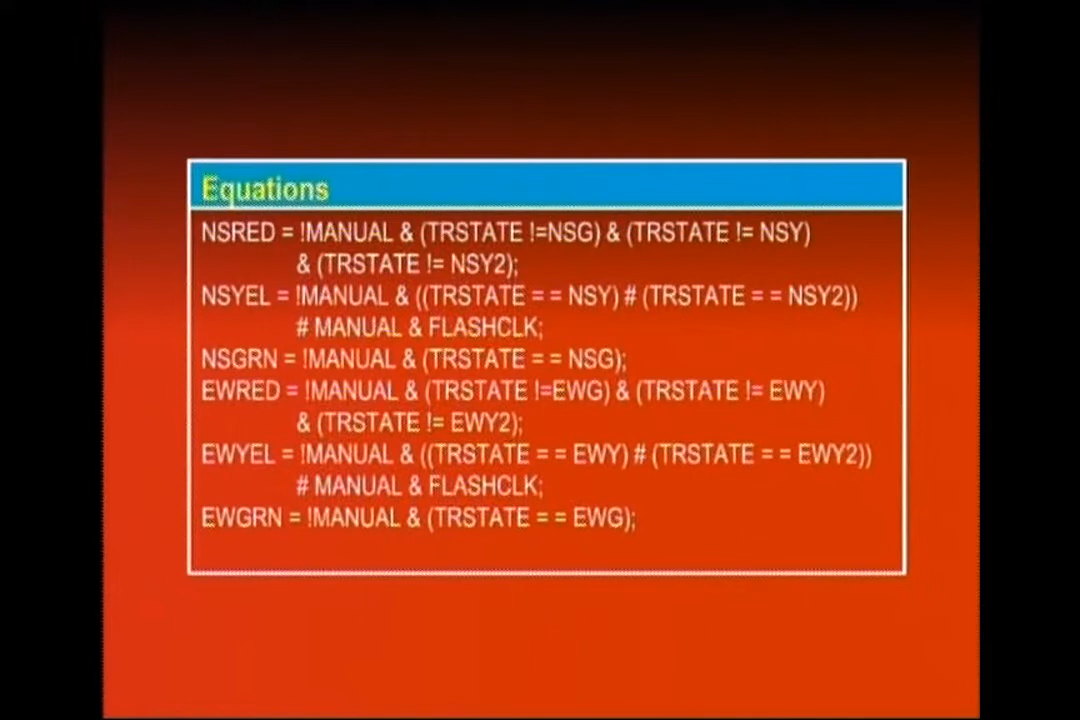 Equations
NSRED = !MANUAL & (TRSTATE !=NSG) & (TRSTATE != NSY)
& (TRSTATE != NSY2);
NSYEL = !MANUAL & ((TRSTATE = = NSY) # (TRSTATE = = NSY2))
# MANUAL & FLASHCLK;
NSGRN = !MANUAL & (TRSTATE = = NSG);
EWRED = !MANUAL & (TRSTATE !=EWG) & (TRSTATE != EWY)
& (TRSTATE != EWY2);
EWYEL = !MANUAL & ((TRSTATE = = EWY) # (TRSTATE = = EWY2))
# MANUAL & FLASHCLK;
EWGRN = !MANUAL & (TRSTATE = = EWG);